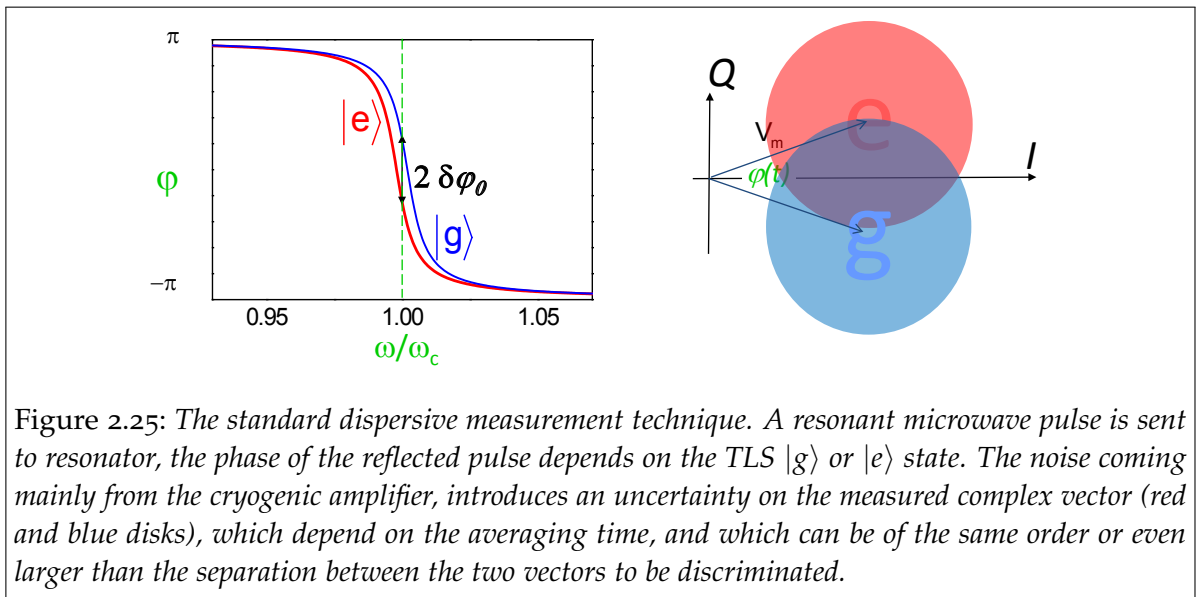 π
φ
−π
|e⟩
2 δφ₀
|g⟩
0.95 1.00 1.05
ω/ω_c
Q
e
V_m
φ(t)
I
g
Figure 2.25: The standard dispersive measurement technique. A resonant microwave pulse is sent
to resonator, the phase of the reflected pulse depends on the TLS |g⟩ or |e⟩ state. The noise coming
mainly from the cryogenic amplifier, introduces an uncertainty on the measured complex vector (red
and blue disks), which depend on the averaging time, and which can be of the same order or even
larger than the separation between the two vectors to be discriminated.